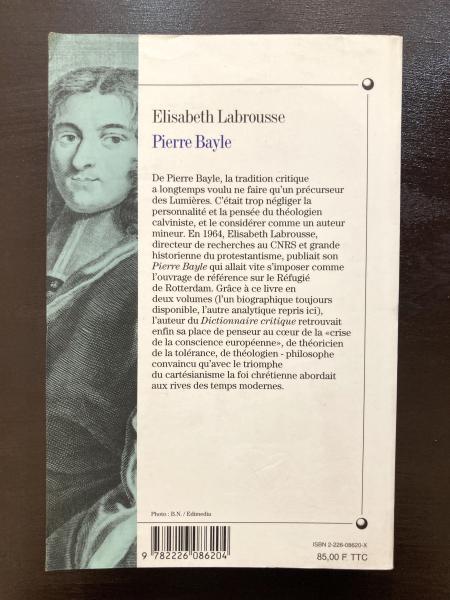 Elisabeth Labrousse
Pierre Bayle
De Pierre Bayle, la tradition critique
a longtemps voulu ne faire qu'un précurseur
des Lumières. C'était trop négliger la
personnalité et la pensée du théologien
calviniste, et le considérer comme un auteur
mineur. En 1964, Elisabeth Labrousse,
directeur de recherches au CNRS et grande
historienne du protestantisme, publiait son
Pierre Bayle qui allait vite s'imposer comme
l'ouvrage de référence sur le Réfugié
de Rotterdam. Grâce à ce livre en
deux volumes (l'un biographique toujours
disponible, l'autre analytique repris ici),
l'auteur du Dictionnaire critique retrouvait
enfin sa place de penseur au cœur de la «crise
de la conscience européenne», de théoricien
de la tolérance, de théologien - philosophe
convaincu qu'avec le triomphe
du cartésianisme la foi chrétienne abordait
aux rives des temps modernes.
Photo : B.N. / Edimedia
9 782226 086204
ISBN 2-226-08620-X
85,00 F. TTC